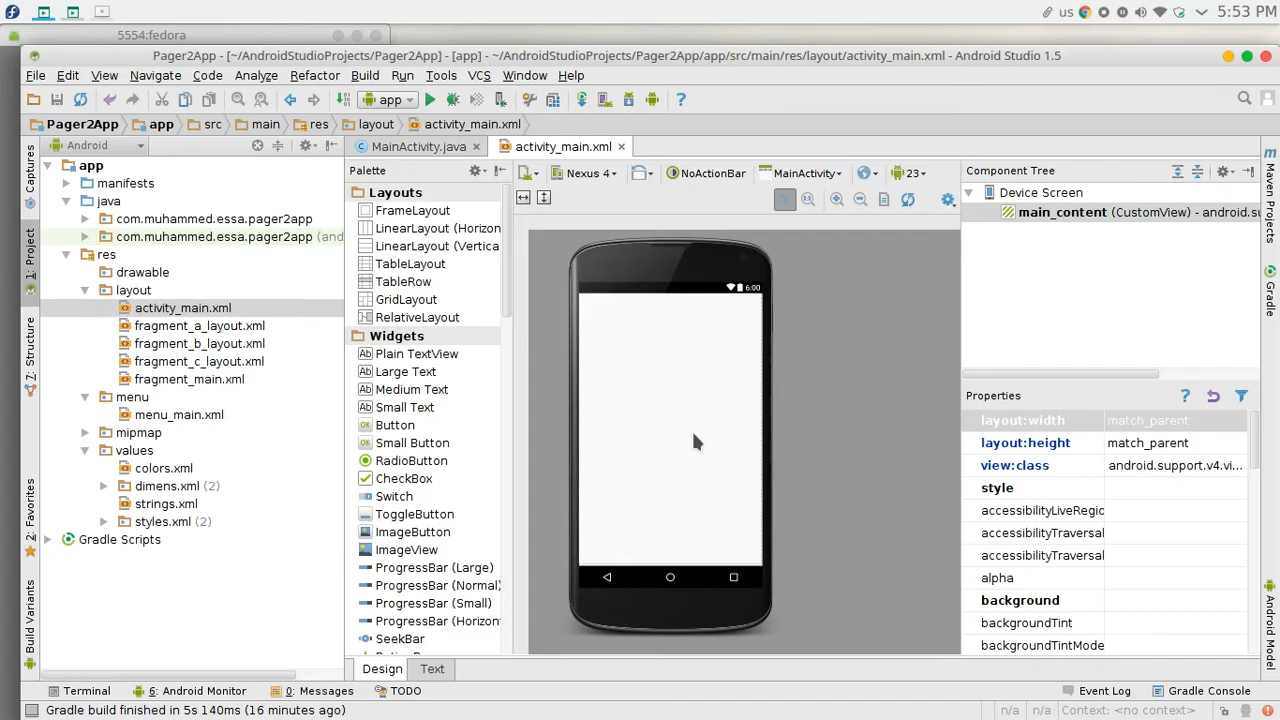 us 5:53 PM
5554:fedora
Pager2App - [~/AndroidStudioProjects/Pager2App] - [app] - ~/AndroidStudioProjects/Pager2App/app/src/main/res/layout/activity_main.xml - Android Studio 1.5
File Edit View Navigate Code Analyze Refactor Build Run Tools VCS Window Help
app
Pager2App app src main res layout activity_main.xml
Android MainActivity.java activity_main.xml
Captures
1: Project
7: Structure
2: Favorites
Build Variants
app
manifests
java
com.muhammed.essa.pager2app
com.muhammed.essa.pager2app (and
res
drawable
layout
activity_main.xml
fragment_a_layout.xml
fragment_b_layout.xml
fragment_c_layout.xml
fragment_main.xml
menu
menu_main.xml
mipmap
values
colors.xml
dimens.xml (2)
strings.xml
styles.xml (2)
Gradle Scripts
Palette
Layouts
FrameLayout
LinearLayout (Horizon
LinearLayout (Vertica
TableLayout
TableRow
GridLayout
RelativeLayout
Widgets
Ab Plain TextView
Ab Large Text
Ab Medium Text
Ab Small Text
OK Button
OK Small Button
RadioButton
CheckBox
Switch
ToggleButton
ImageButton
ImageView
ProgressBar (Large)
ProgressBar (Normal)
ProgressBar (Small)
ProgressBar (Horizon
SeekBar
Nexus 4 NoActionBar MainActivity 23
6:00
Design Text
Component Tree
Device Screen
main_content (CustomView) - android.su
Properties
layout:width match_parent
layout:height match_parent
view:class android.support.v4.vi...
style
accessibilityLiveRegio
accessibilityTraversal
accessibilityTraversal
alpha
background
backgroundTint
backgroundTintMode
Maven Projects
Gradle
Android Model
Terminal 6: Android Monitor 0: Messages TODO Event Log Gradle Console
Gradle build finished in 5s 140ms (16 minutes ago) n/a n/a Context: <no context>